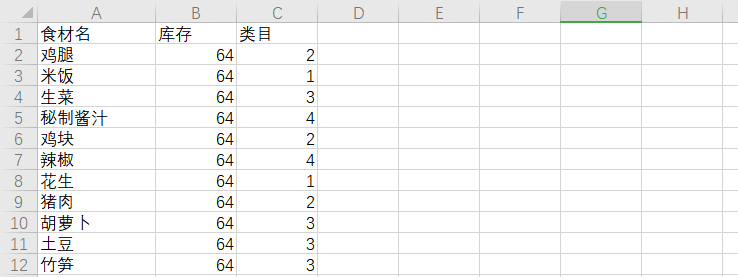 A B C D E F G H
1 食材名 库存 类目
2 鸡腿 64 2
3 米饭 64 1
4 生菜 64 3
5 秘制酱汁 64 4
6 鸡块 64 2
7 辣椒 64 4
8 花生 64 1
9 猪肉 64 2
10 胡萝卜 64 3
11 土豆 64 3
12 竹笋 64 3